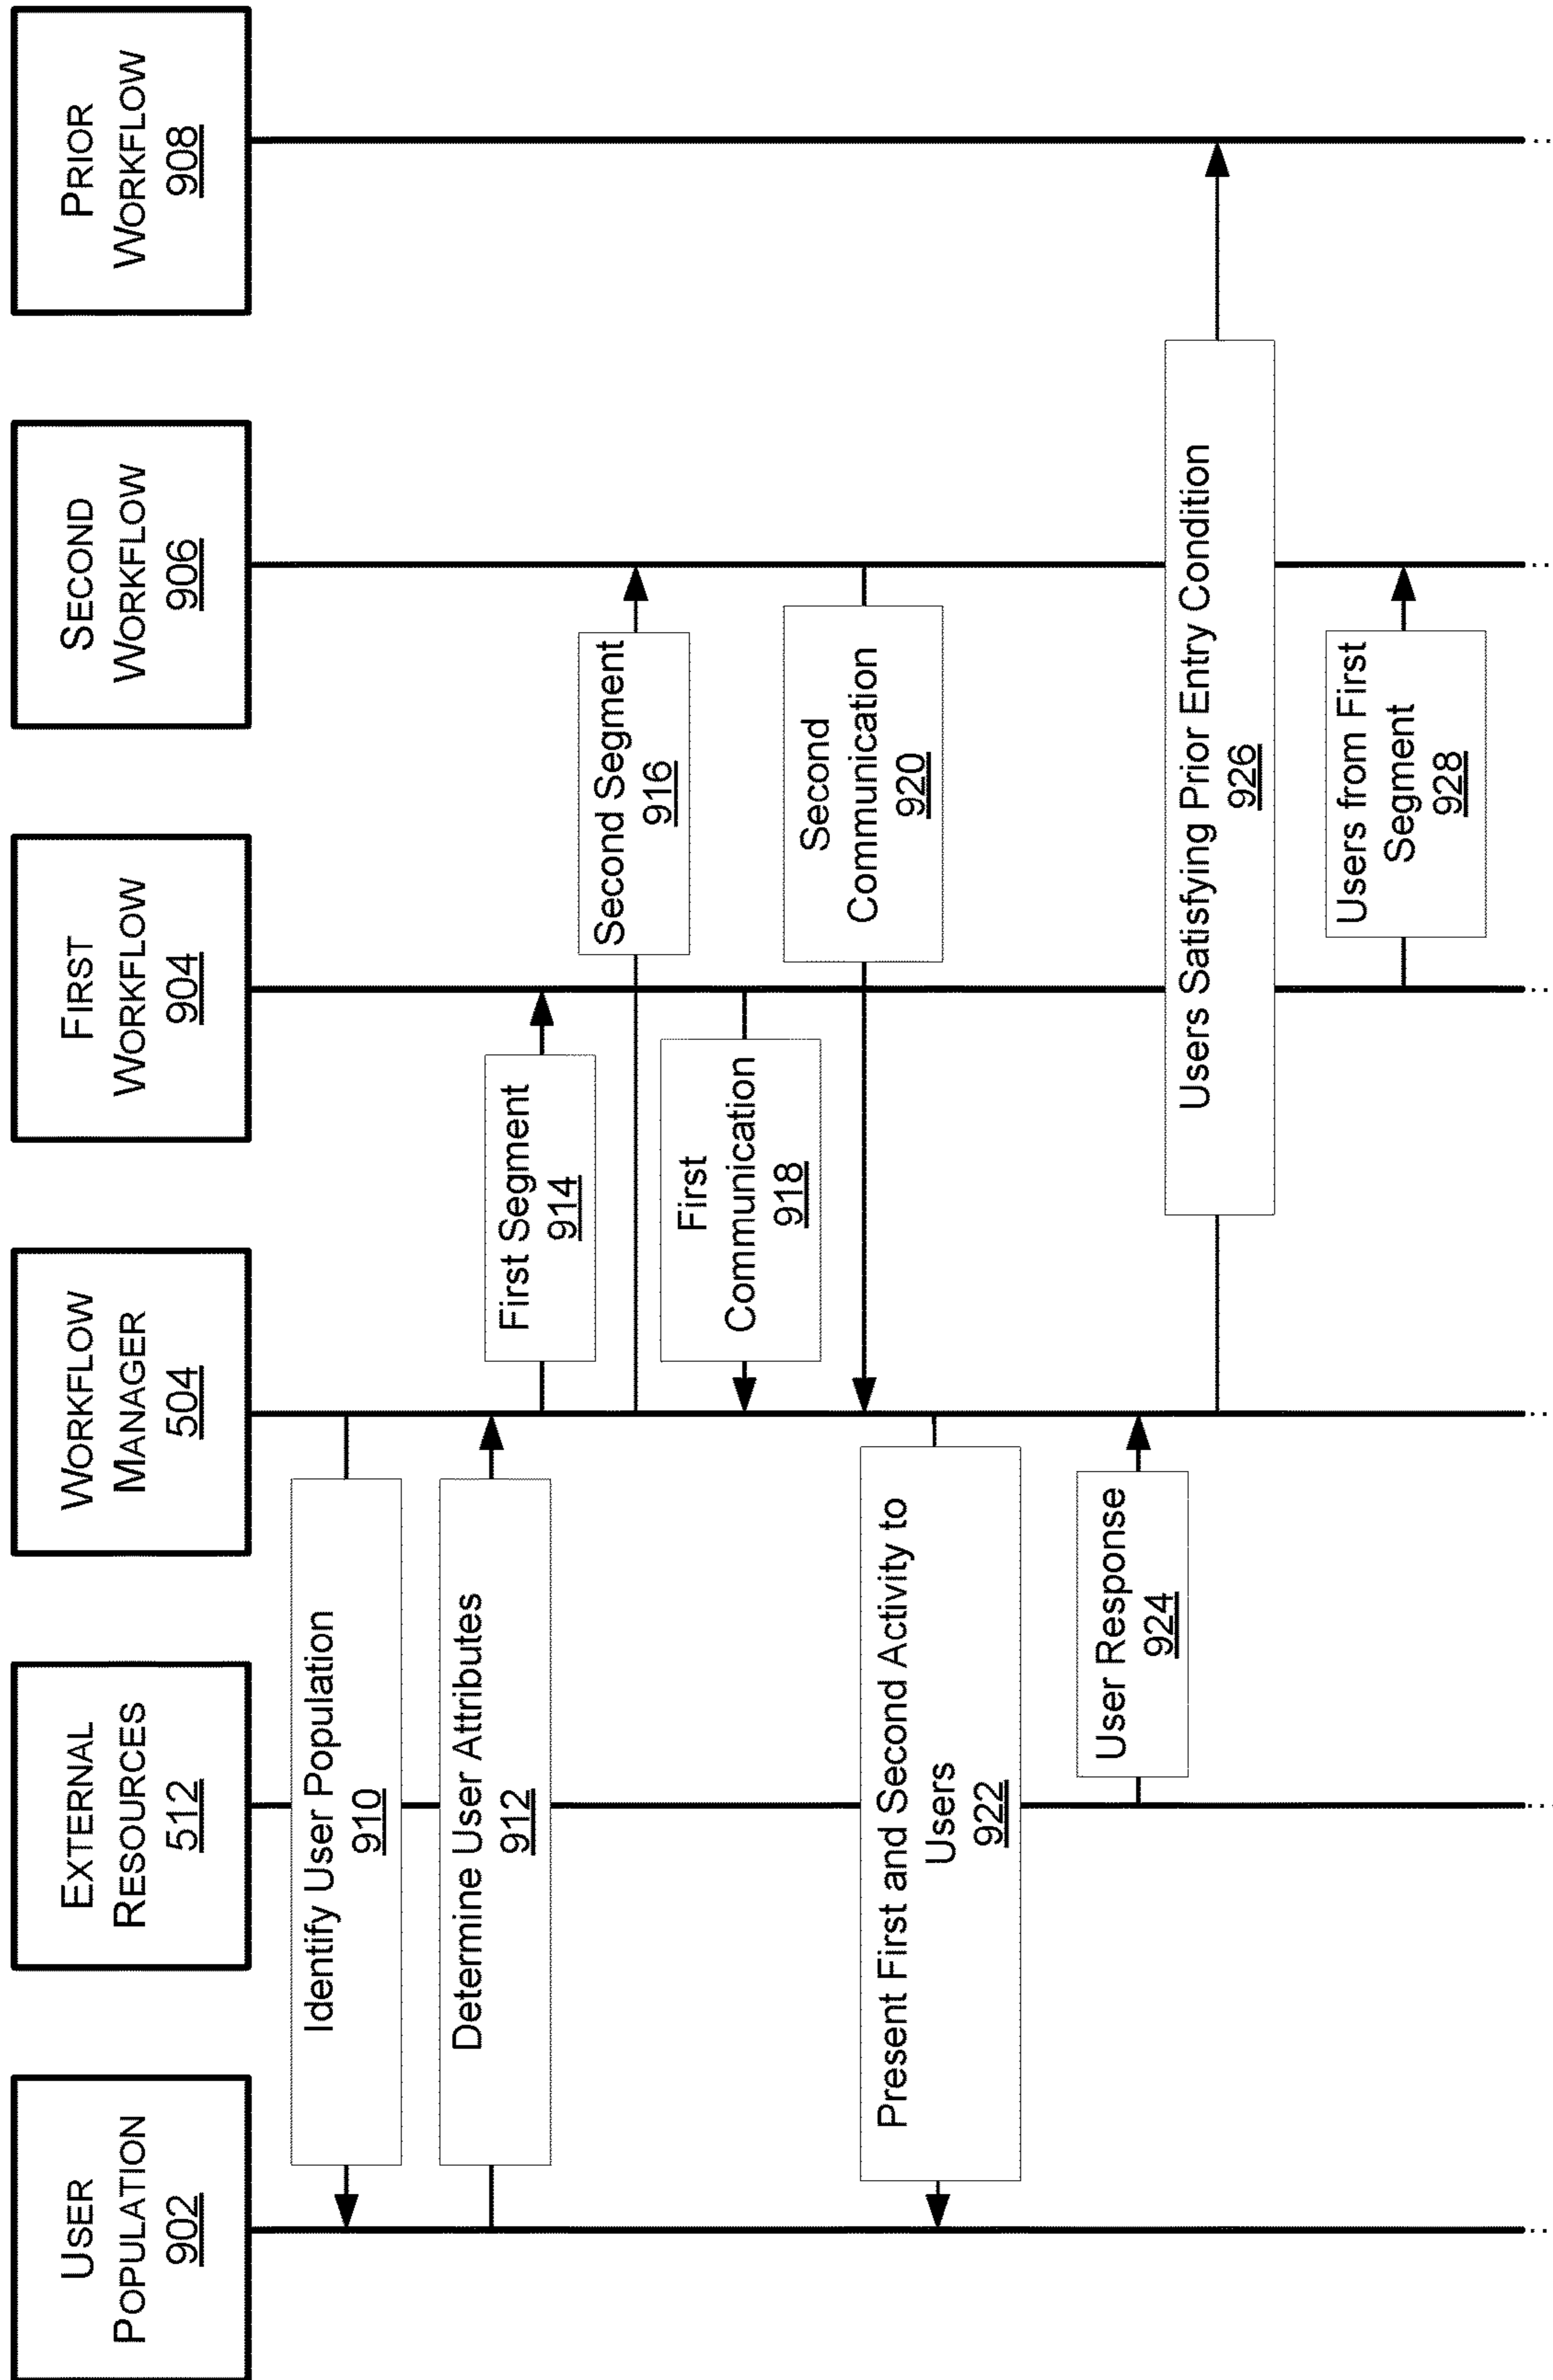 USER
POPULATION
902
EXTERNAL
RESOURCES
512
WORKFLOW
MANAGER
504
FIRST
WORKFLOW
904
SECOND
WORKFLOW
906
PRIOR
WORKFLOW
908
Identify User Population
910
Determine User Attributes
912
First Segment
914
Second Segment
916
First
Communication
918
Second
Communication
920
Present First and Second Activity to
Users
922
User Response
924
Users Satisfying Prior Entry Condition
926
Users from First
Segment
928